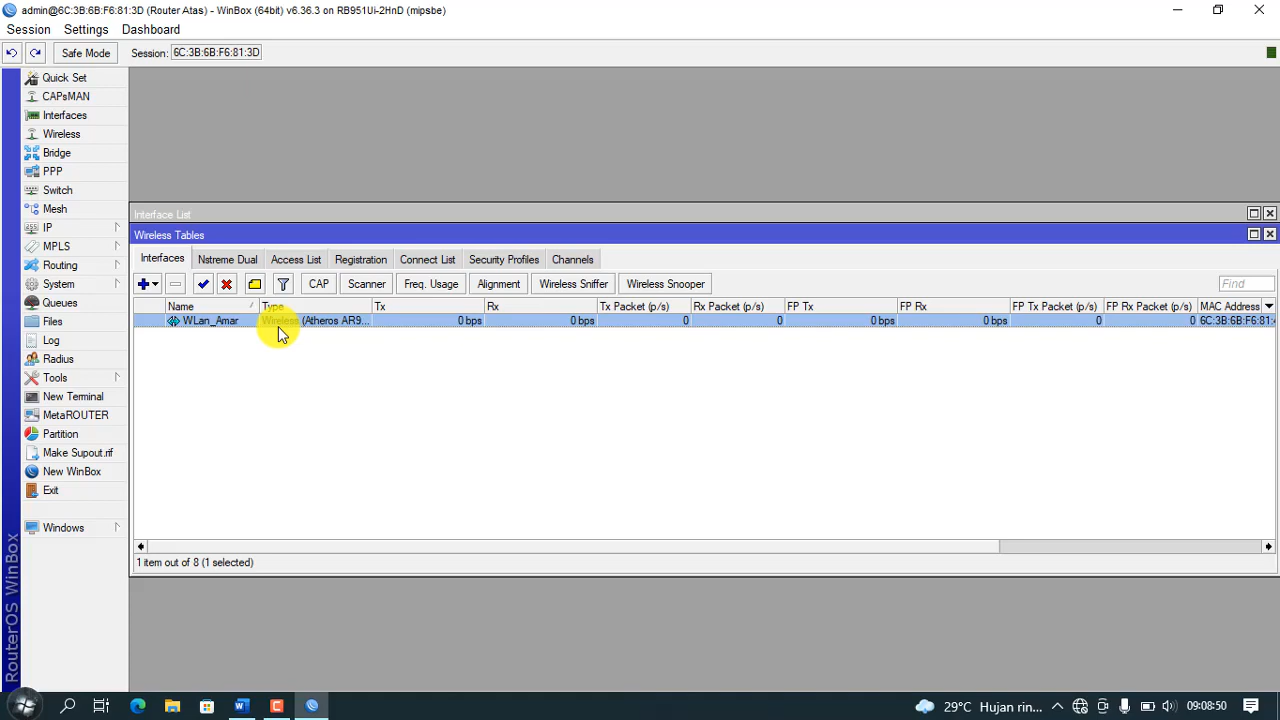 admin@6C:3B:6B:F6:81:3D (Router Atas) - WinBox (64bit) v6.36.3 on RB951Ui-2HnD (mipsbe)
Session Settings Dashboard
Safe Mode Session: 6C:3B:6B:F6:81:3D
Quick Set
CAPsMAN
Interfaces
Wireless
Bridge
PPP
Switch
Mesh
IP
MPLS
Routing
System
Queues
Files
Log
Radius
Tools
New Terminal
MetaROUTER
Partition
Make Supout.rif
New WinBox
Exit
Windows
RouterOS WinBox
Interface List
Wireless Tables
Interfaces Nstreme Dual Access List Registration Connect List Security Profiles Channels
CAP Scanner Freq. Usage Alignment Wireless Sniffer Wireless Snooper Find
Name Type Tx Rx Tx Packet (p/s) Rx Packet (p/s) FP Tx FP Rx FP Tx Packet (p/s) FP Rx Packet (p/s) MAC Address
WLan_Amar Wireless (Atheros AR9... 0 bps 0 bps 0 0 0 bps 0 bps 0 0 6C:3B:6B:F6:81:
1 item out of 8 (1 selected)
29°C Hujan rin... 09:08:50